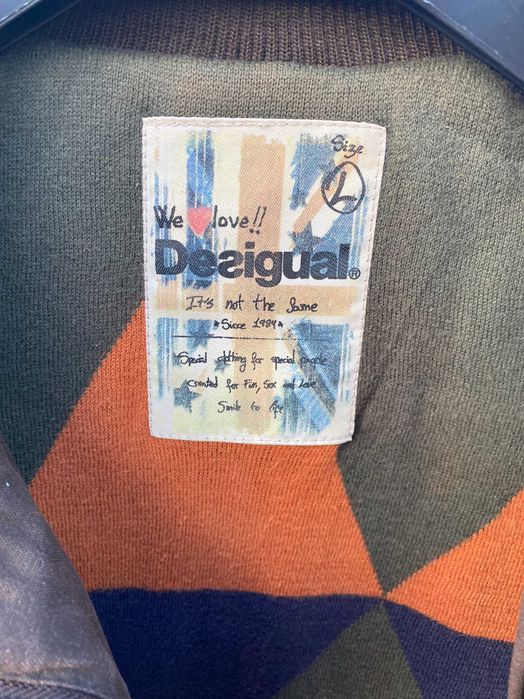 Size
L
We ❤ love!!
Desigual®
It's not the same
*Since 1984*
Special clothing for special people
Created for Fun, Sex and Love
Smile to life